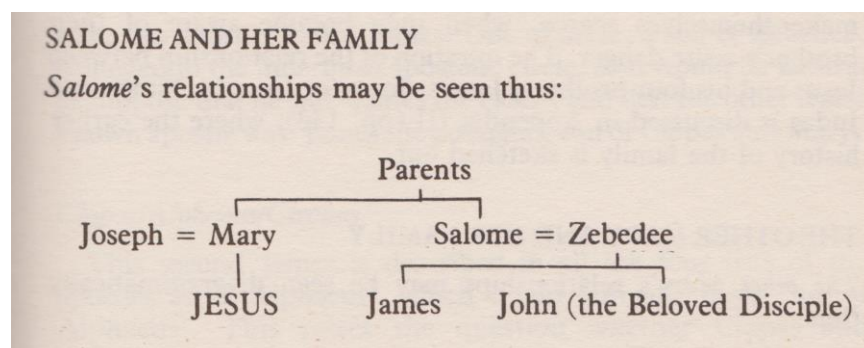 SALOME AND HER FAMILY
Salome's relationships may be seen thus:
Parents
Joseph = Mary Salome = Zebedee
JESUS James John (the Beloved Disciple)